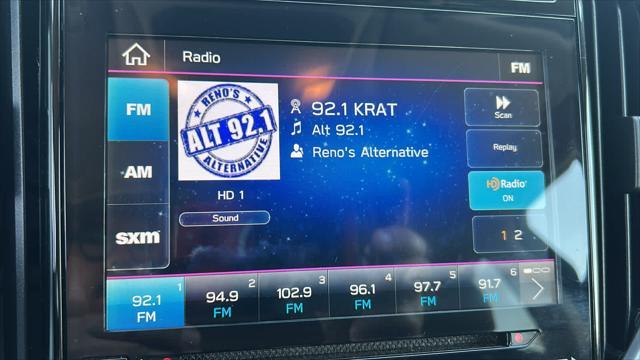 Radio
FM
FM
AM
sxm
RENO'S
ALT 92.1
ALTERNATIVE
HD 1
Sound
92.1 KRAT
Alt 92.1
Reno's Alternative
Scan
Replay
HD Radio
ON
1 2
1
92.1
FM
2
94.9
FM
3
102.9
FM
4
96.1
FM
5
97.7
FM
6
91.7
FM